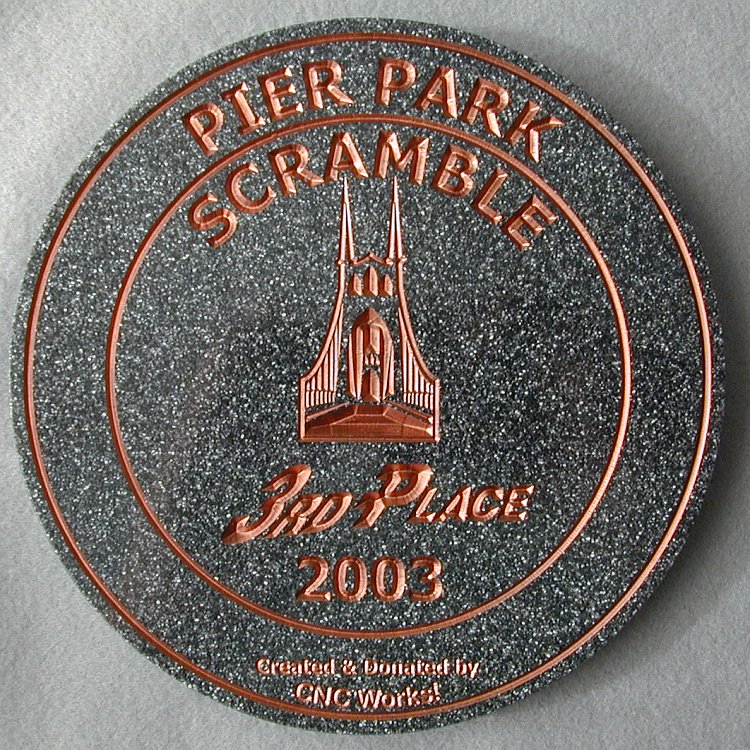 PIER PARK
SCRAMBLE
3RD PLACE
2003
Created & Donated by
CNC Works!